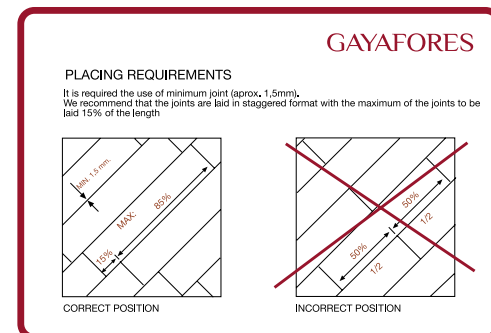 GAYAFORES
PLACING REQUIREMENTS
It is required the use of minimum joint (aprox. 1,5mm).
We recommend that the joints are laid in staggered format with the maximum of the joints to be
laid 15% of the length
MIN. 1,5 mm.
MAX:
85%
15%
50%
1/2
50%
1/2
CORRECT POSITION
INCORRECT POSITION